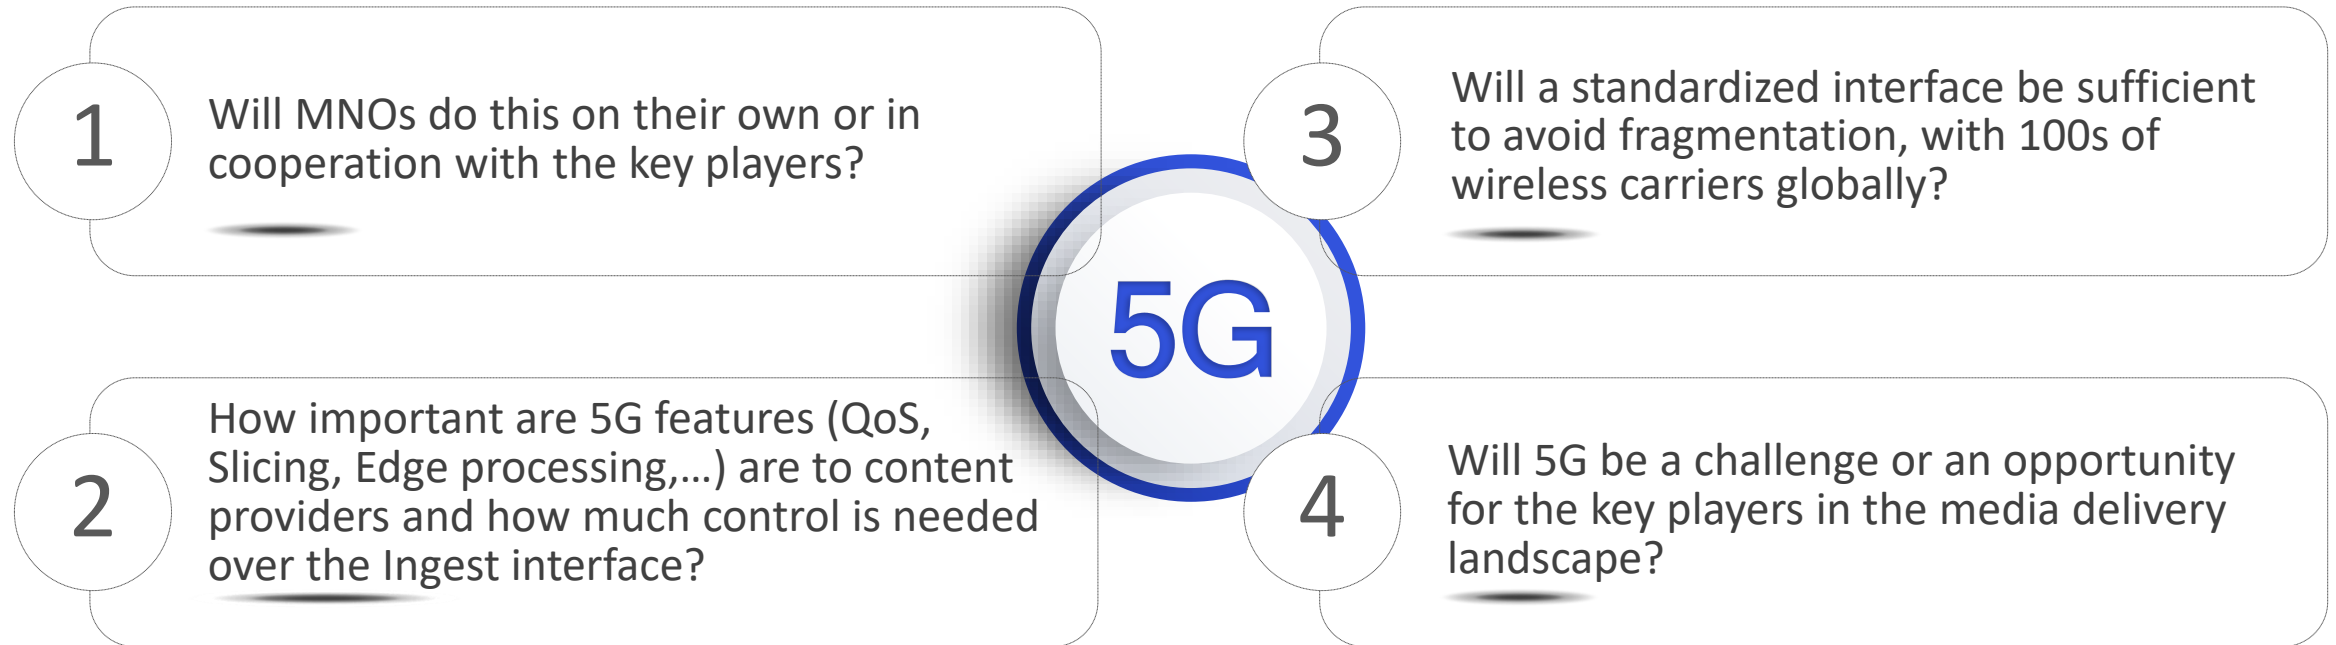 1
Will MNOs do this on their own or in
cooperation with the key players?
2
How important are 5G features (QoS,
Slicing, Edge processing,...) are to content
providers and how much control is needed
over the Ingest interface?
5G
3
Will a standardized interface be sufficient
to avoid fragmentation, with 100s of
wireless carriers globally?
4
Will 5G be a challenge or an opportunity
for the key players in the media delivery
landscape?